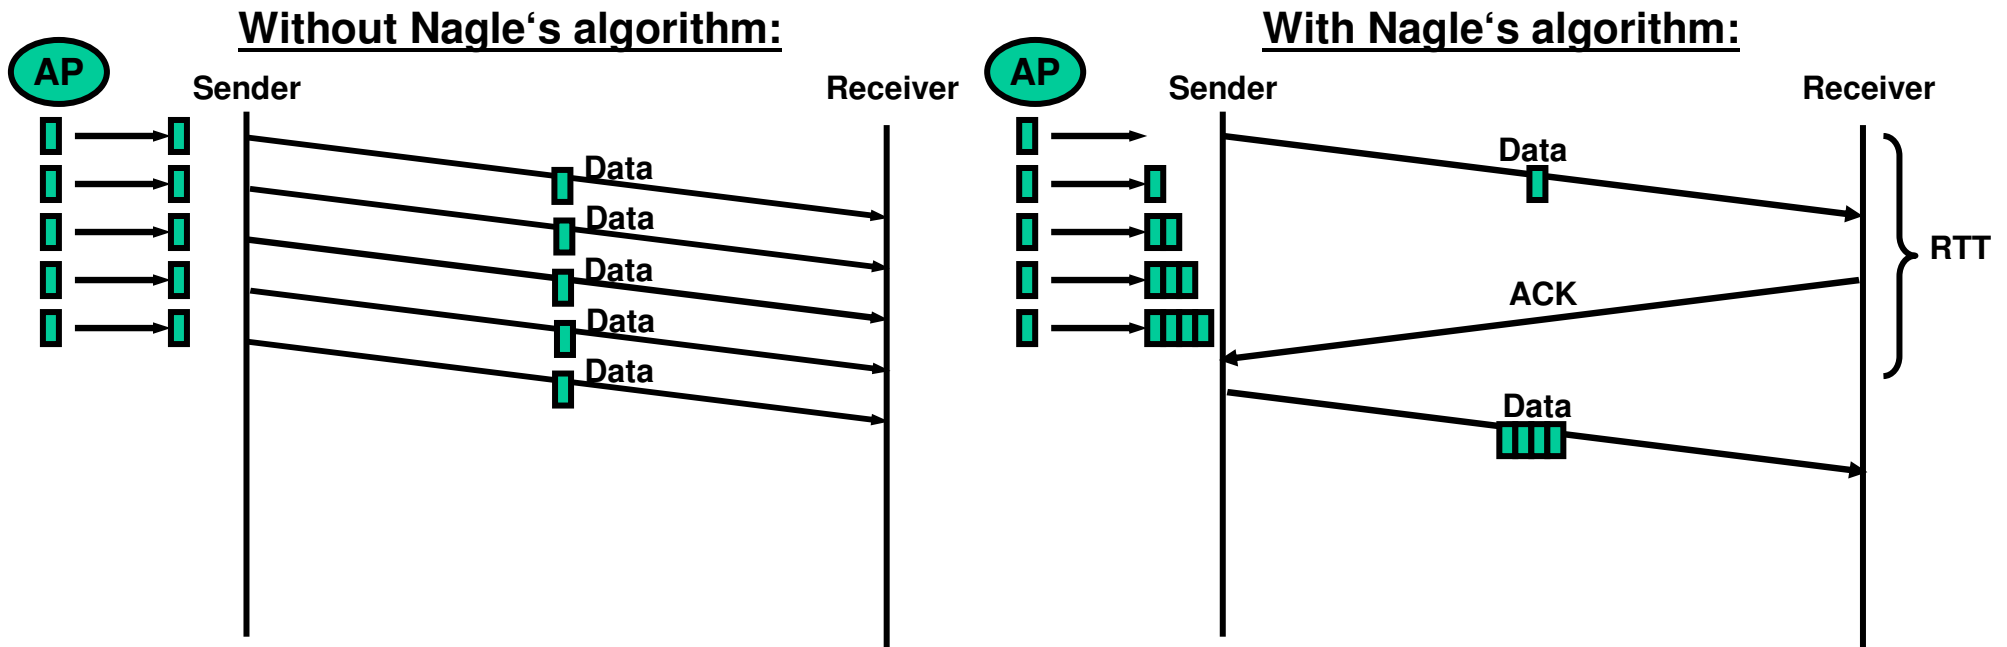 Without Nagle‘s algorithm:
AP
Sender
Receiver
Data
Data
Data
Data
Data
With Nagle‘s algorithm:
AP
Sender
Receiver
Data
RTT
ACK
Data